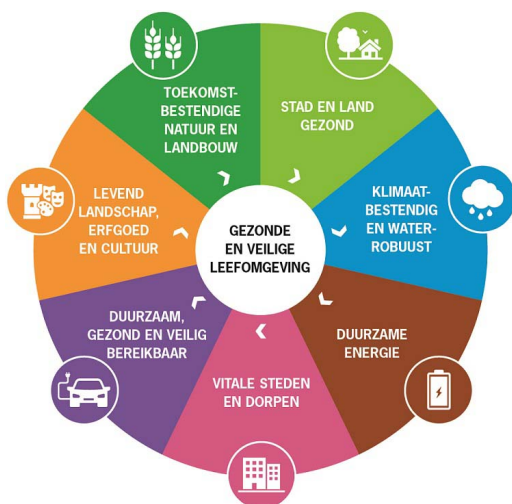 TOEKOMST-
BESTENDIGE
NATUUR EN
LANDBOUW
STAD EN LAND
GEZOND
KLIMAAT-
BESTENDIG
EN WATER-
ROBUUST
DUURZAME
ENERGIE
VITALE STEDEN
EN DORPEN
DUURZAAM,
GEZOND EN VEILIG
BEREIKBAAR
LEVEND
LANDSCHAP,
ERFGOED
EN CULTUUR
GEZONDE
EN VEILIGE
LEEFOMGEVING